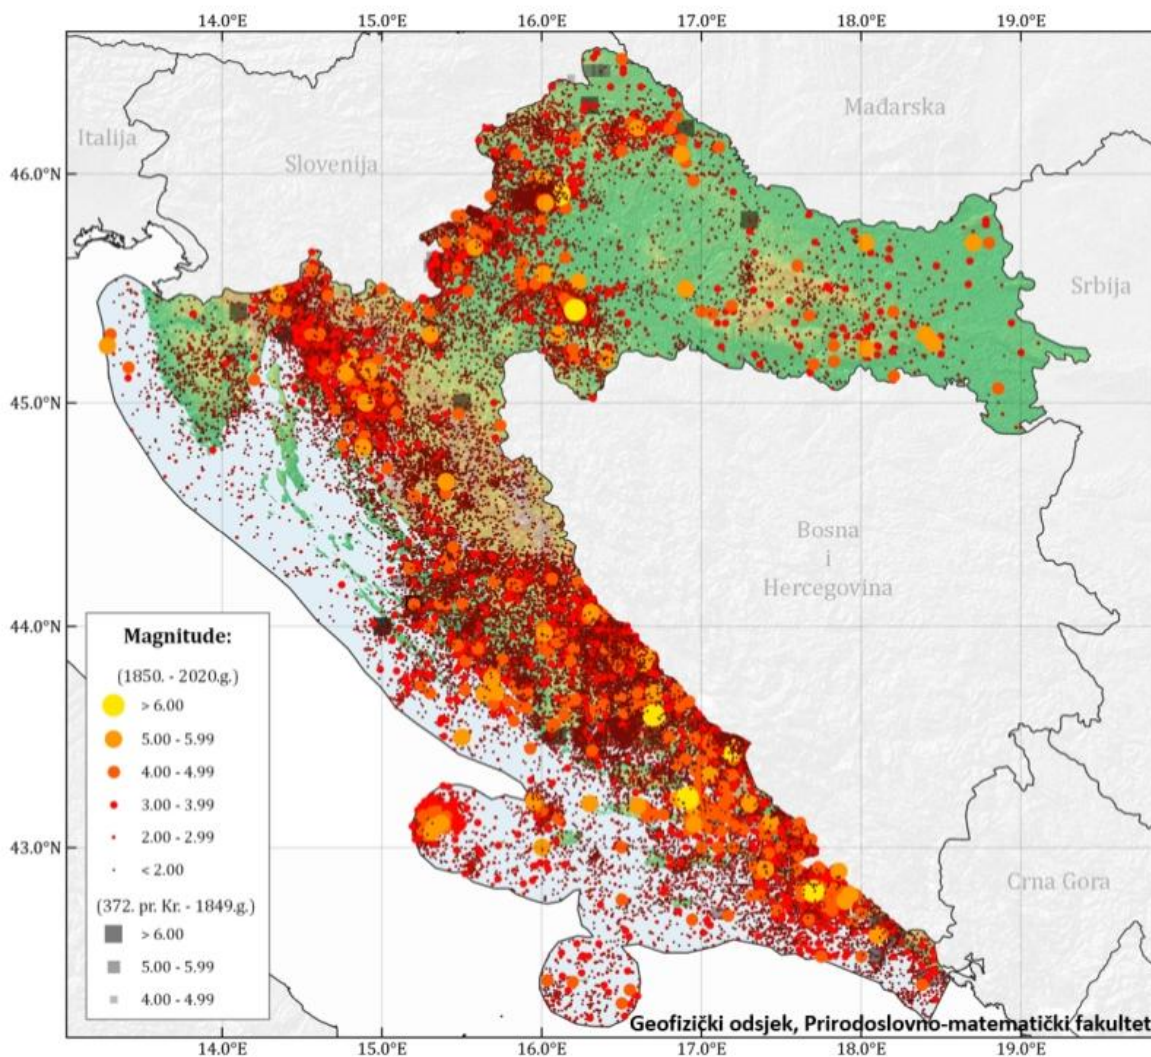 14.0°E 15.0°E 16.0°E 17.0°E 18.0°E 19.0°E
Mađarska
Italija
Slovenija
46.0°N
Srbija
45.0°N
Bosna
i
Hercegovina
44.0°N
Magnitude:
(1850. - 2020.g.)
> 6.00
5.00 - 5.99
4.00 - 4.99
3.00 - 3.99
2.00 - 2.99
< 2.00
43.0°N
Crna Gora
(372. pr. Kr. - 1849.g.)
> 6.00
5.00 - 5.99
4.00 - 4.99
Geofizički odsjek, Prirodoslovno-matematički fakultet
14.0°E 15.0°E 16.0°E 17.0°E 18.0°E 19.0°E